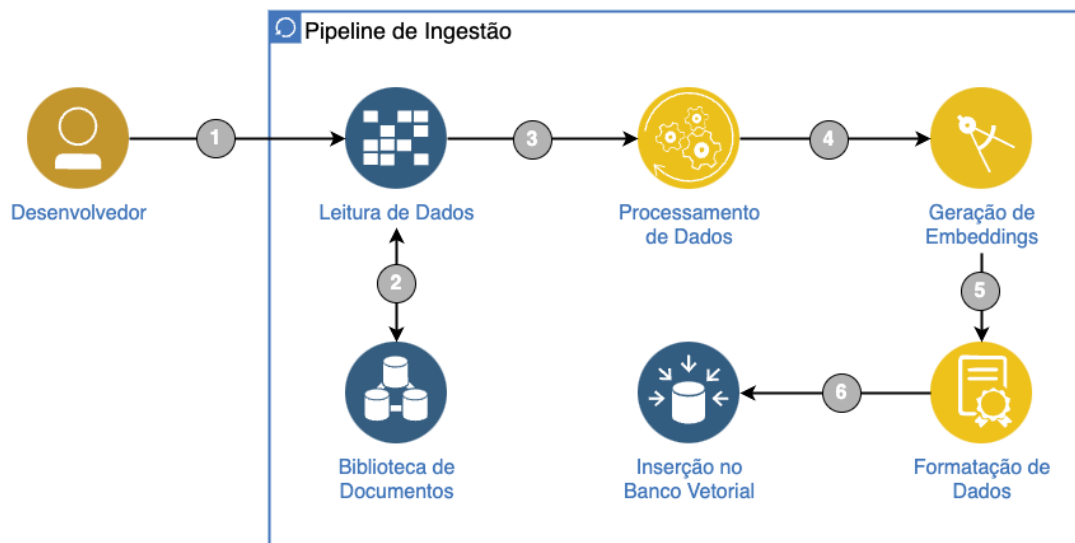 Pipeline de Ingestão
1
3
4
Desenvolvedor
Leitura de Dados
Processamento
de Dados
Geração de
Embeddings
2
5
6
Biblioteca de
Documentos
Inserção no
Banco Vetorial
Formatação de
Dados